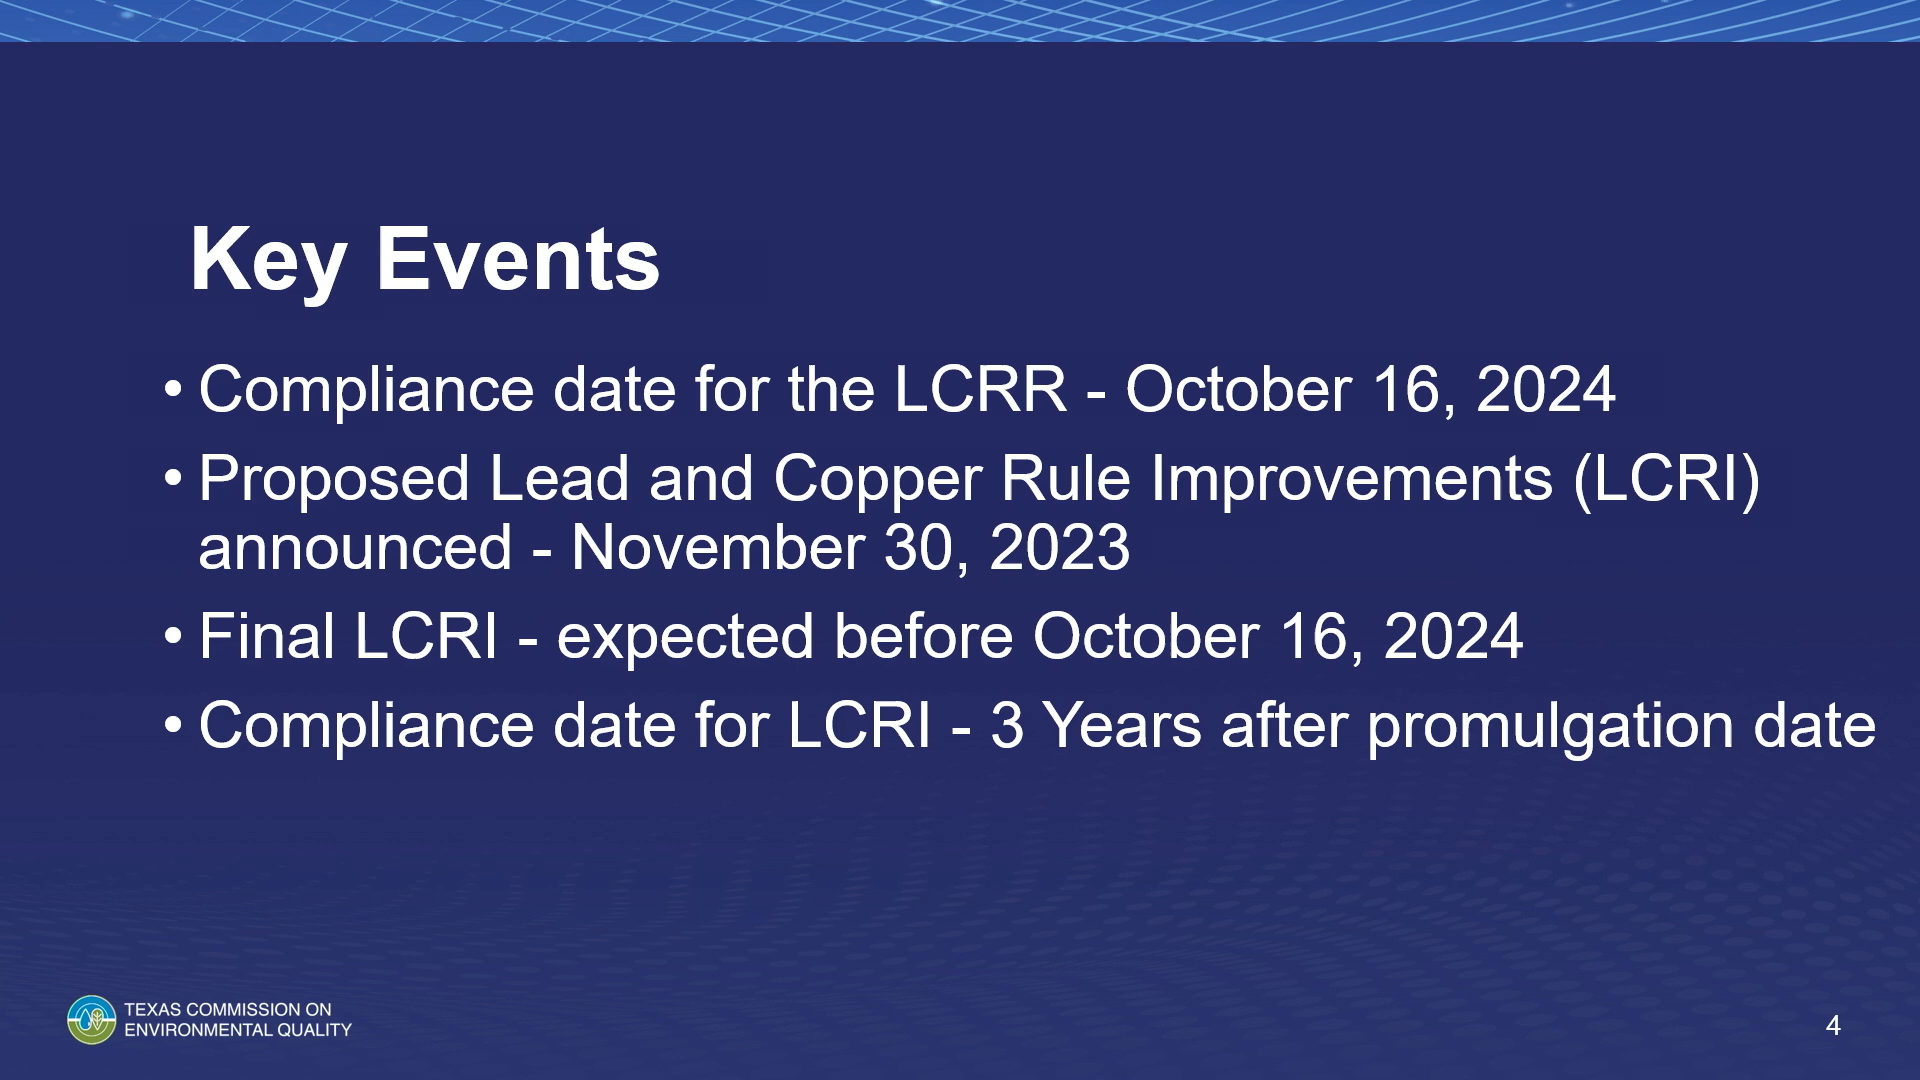 Key Events
• Compliance date for the LCRR - October 16, 2024
• Proposed Lead and Copper Rule Improvements (LCRI)
announced - November 30, 2023
• Final LCRI - expected before October 16, 2024
• Compliance date for LCRI - 3 Years after promulgation date
TEXAS COMMISSION ON
ENVIRONMENTAL QUALITY
4